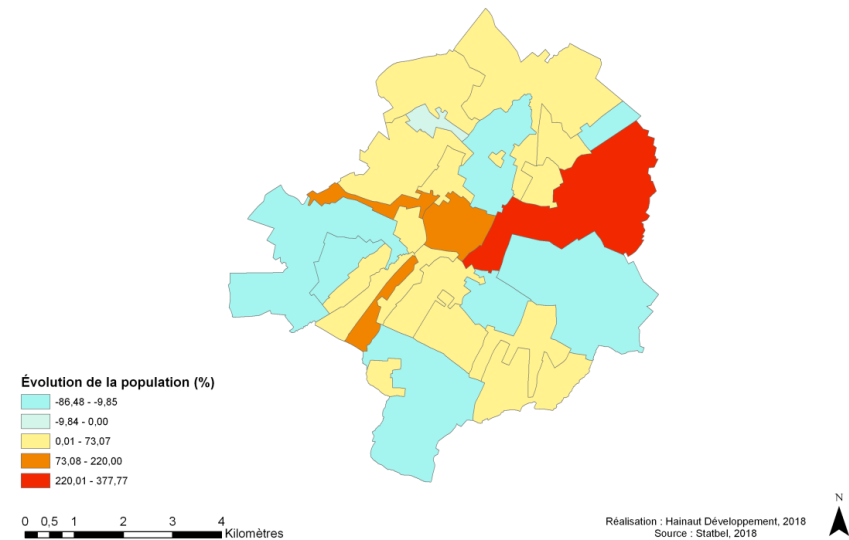 Évolution de la population (%)
-86,48 - -9,85
-9,84 - 0,00
0,01 - 73,07
73,08 - 220,00
220,01 - 377,77
0 0,5 1 2 3 4
Kilomètres
N
Réalisation : Hainaut Développement, 2018
Source : Statbel, 2018